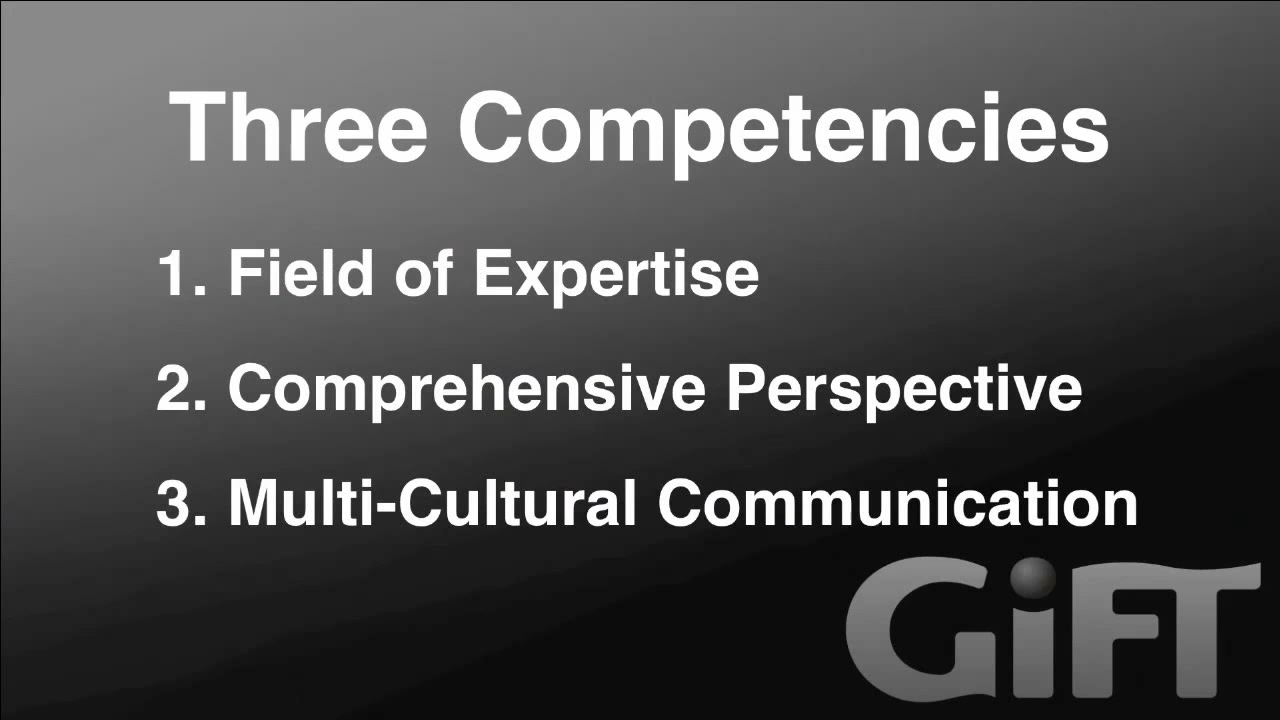 Three Competencies
1. Field of Expertise
2. Comprehensive Perspective
3. Multi-Cultural Communication
GiFT